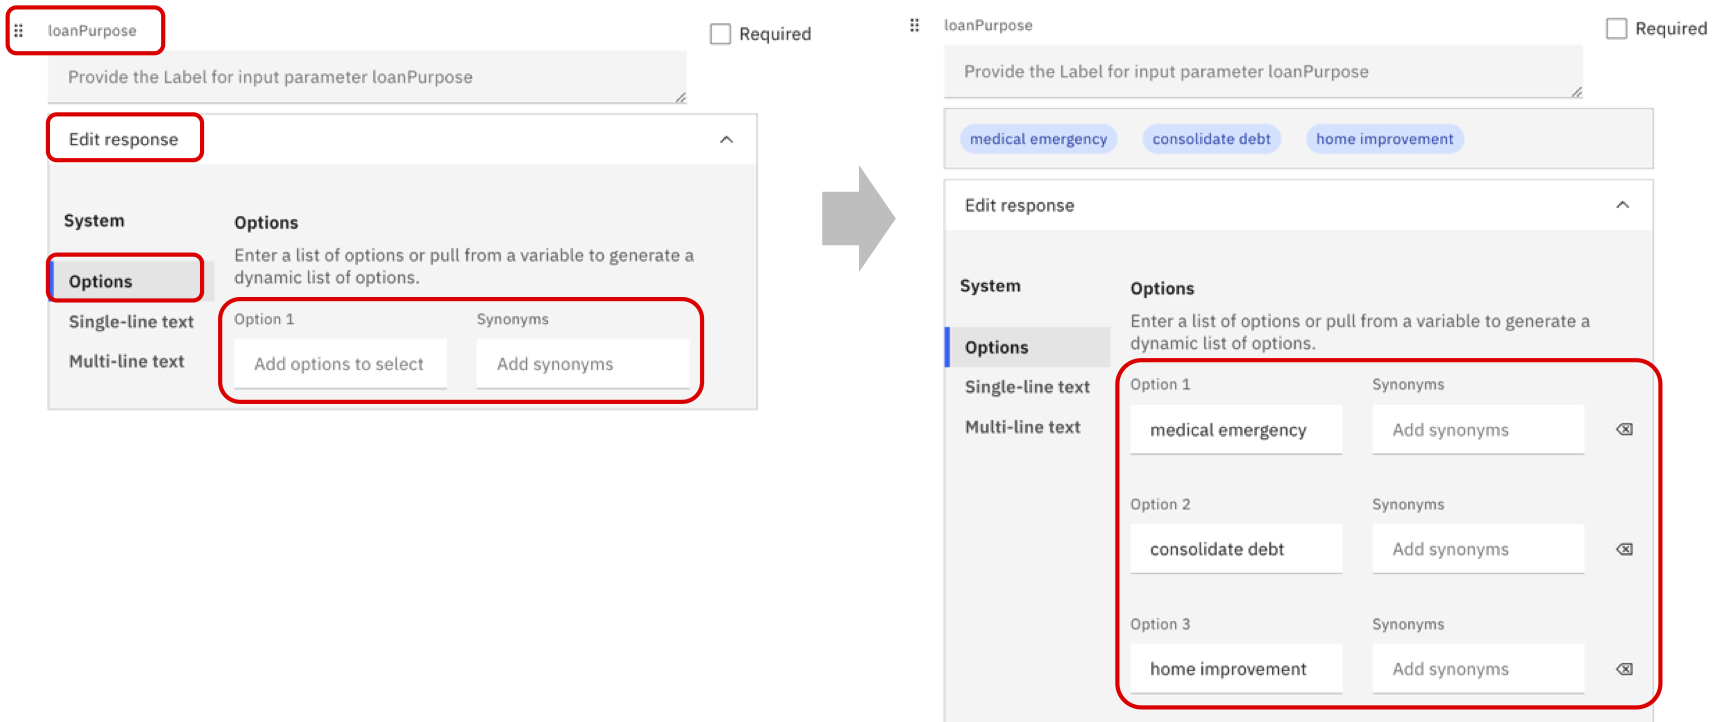 loanPurpose
Required
Provide the Label for input parameter loanPurpose
Edit response
System
Options
Single-line text
Multi-line text
Options
Enter a list of options or pull from a variable to generate a
dynamic list of options.
Option 1
Synonyms
Add options to select
Add synonyms
loanPurpose
Required
Provide the Label for input parameter loanPurpose
medical emergency
consolidate debt
home improvement
Edit response
System
Options
Single-line text
Multi-line text
Options
Enter a list of options or pull from a variable to generate a
dynamic list of options.
Option 1
Synonyms
medical emergency
Add synonyms
Option 2
Synonyms
consolidate debt
Add synonyms
Option 3
Synonyms
home improvement
Add synonyms